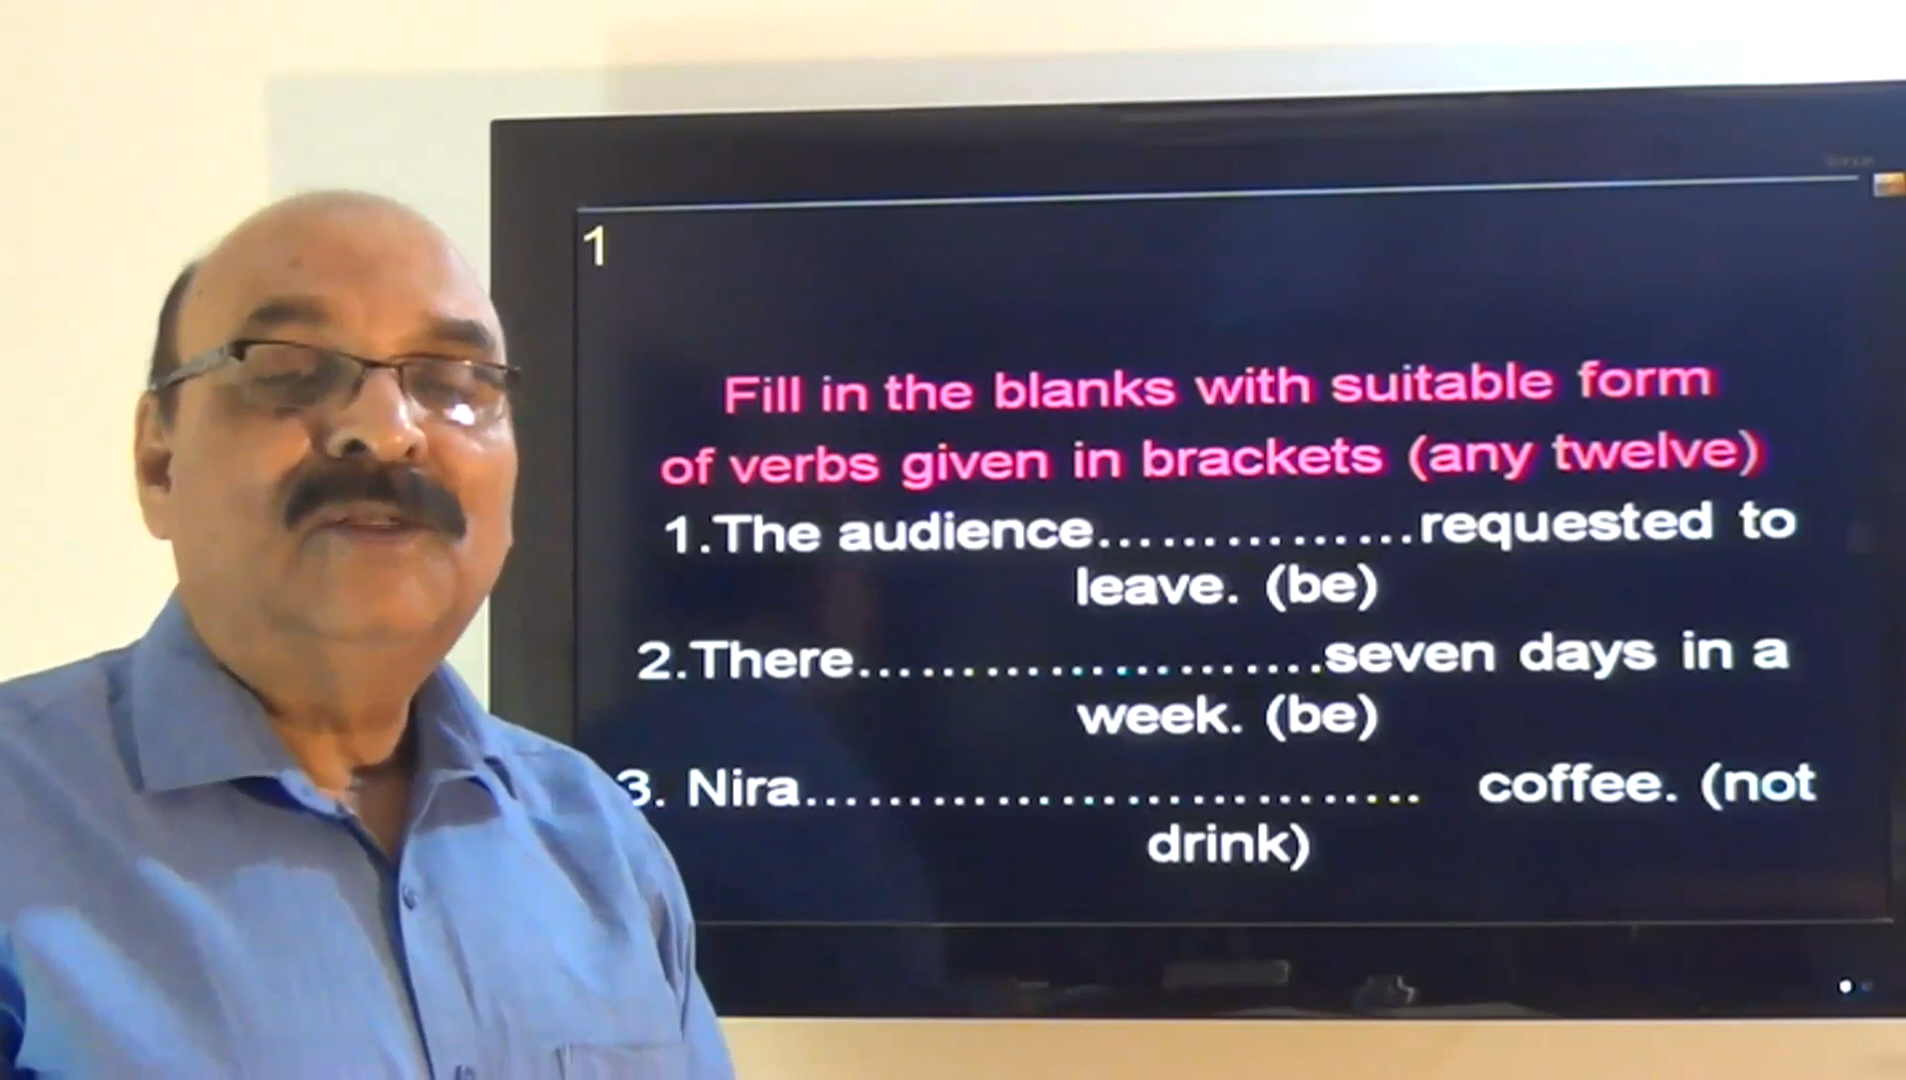 1
Fill in the blanks with suitable form
of verbs given in brackets (any twelve)
1.The audience...............requested to
leave. (be)
2.There......................seven days in a
week. (be)
3. Nira............................. coffee. (not
drink)